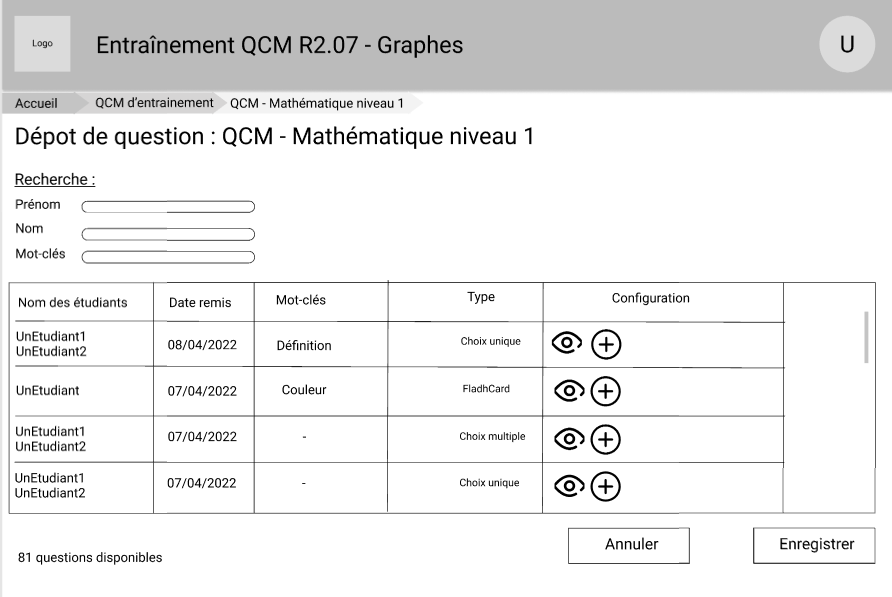 Logo
Entraînement QCM R2.07 - Graphes
U
Accueil
QCM d'entrainement
QCM - Mathématique niveau 1
Dépot de question : QCM - Mathématique niveau 1
Recherche :
Prénom
Nom
Mot-clés
Nom des étudiants Date remis Mot-clés Type Configuration
UnEtudiant1
UnEtudiant2
08/04/2022 Définition Choix unique
UnEtudiant 07/04/2022 Couleur FladhCard
UnEtudiant1
UnEtudiant2
07/04/2022 - Choix multiple
UnEtudiant1
UnEtudiant2
07/04/2022 - Choix unique
81 questions disponibles
Annuler
Enregistrer